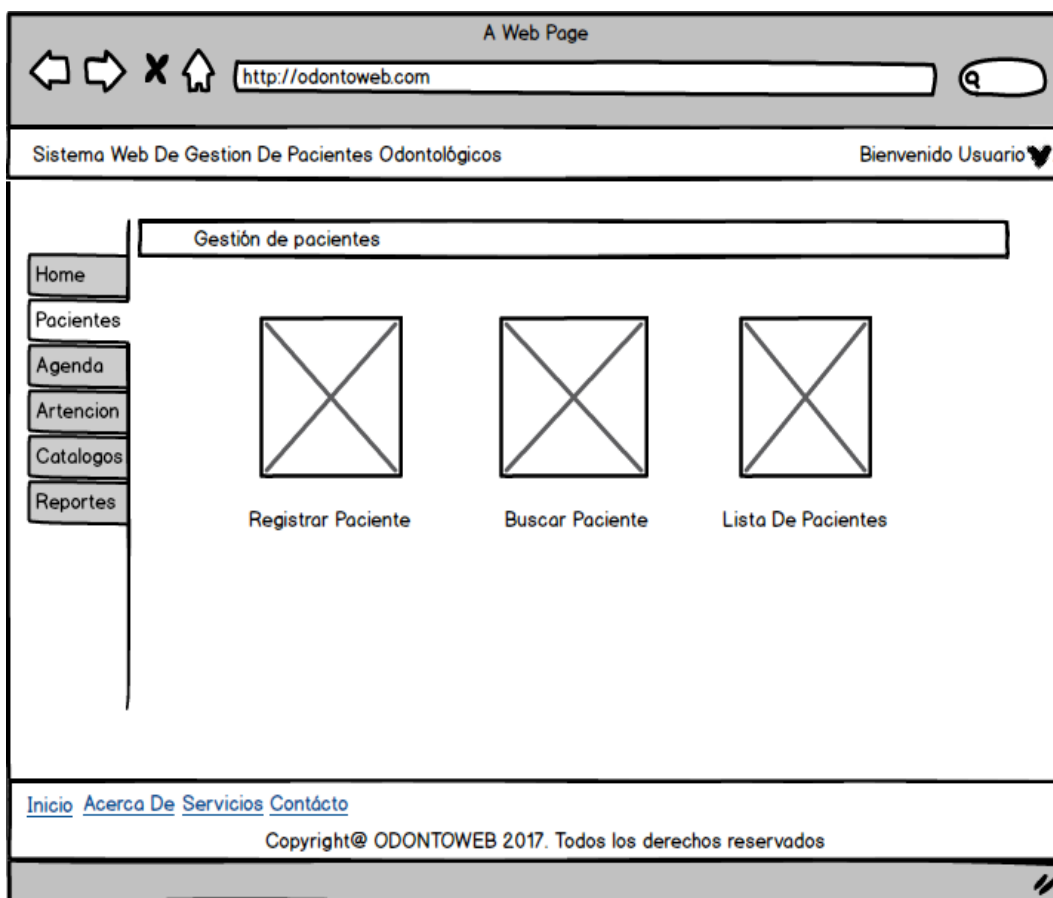 A Web Page
http://odontoweb.com
Sistema Web De Gestion De Pacientes Odontológicos
Bienvenido Usuario
Gestión de pacientes
Home
Pacientes
Agenda
Artencion
Catalogos
Reportes
Registrar Paciente
Buscar Paciente
Lista De Pacientes
Inicio Acerca De Servicios Contácto
Copyright@ ODONTOWEB 2017. Todos los derechos reservados